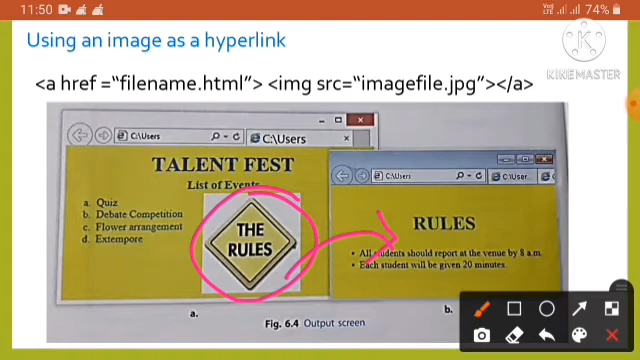 11:50
74%
KINEMASTER
Using an image as a hyperlink
<a href =“filename.html”> <img src=“imagefile.jpg”></a>
C:\Users
C:\Users
x
TALENT FEST
List of Events
a. Quiz
b. Debate Competition
c. Flower arrangement
d. Extempore
THE
RULES
a.
C:\Users
C:\User...
RULES
• All students should report at the venue by 8 a.m.
• Each student will be given 20 minutes.
b.
Fig. 6.4 Output screen